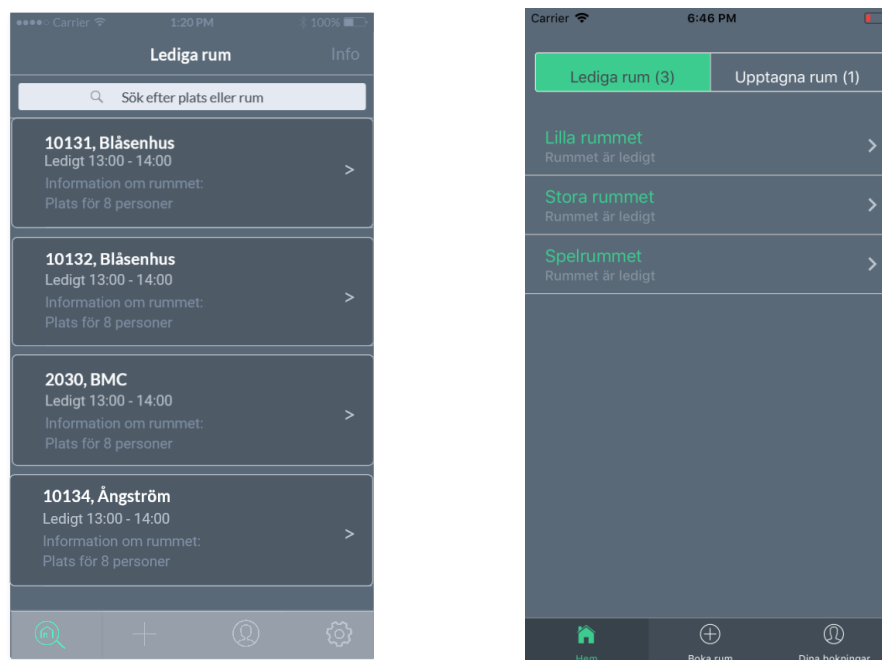 Carrier 1:20 PM 100%
Lediga rum Info
Sök efter plats eller rum
10131, Blåsenhus
Ledigt 13:00 - 14:00
Information om rummet:
Plats för 8 personer
>
10132, Blåsenhus
Ledigt 13:00 - 14:00
Information om rummet:
Plats för 8 personer
>
2030, BMC
Ledigt 13:00 - 14:00
Information om rummet:
Plats för 8 personer
>
10134, Ångström
Ledigt 13:00 - 14:00
Information om rummet:
Plats för 8 personer
>
Carrier 6:46 PM
Lediga rum (3) Upptagna rum (1)
Lilla rummet
Rummet är ledigt
Stora rummet
Rummet är ledigt
Spelrummet
Rummet är ledigt
Hem Boka rum Dina bokningar